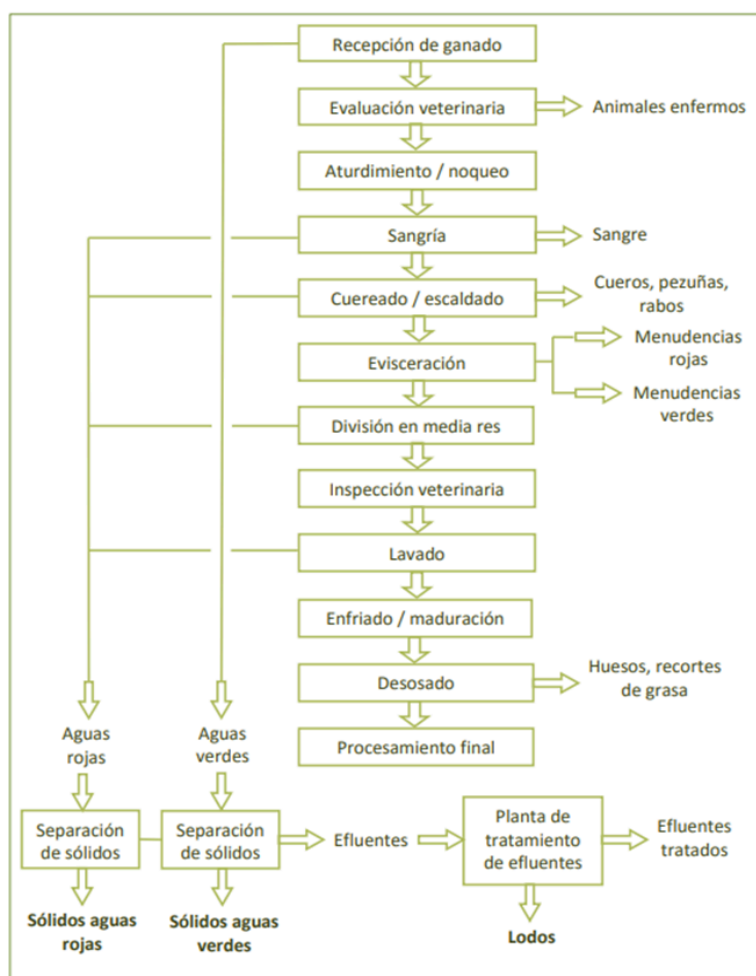 Recepción de ganado
Evaluación veterinaria
Animales enfermos
Aturdimiento / noqueo
Sangría
Sangre
Cuereado / escaldado
Cueros, pezuñas,
rabos
Evisceración
Menudencias
rojas
Menudencias
verdes
División en media res
Inspección veterinaria
Lavado
Enfriado / maduración
Desosado
Huesos, recortes
de grasa
Procesamiento final
Aguas
rojas
Aguas
verdes
Separación
de sólidos
Separación
de sólidos
Efluentes
Planta de
tratamiento
de efluentes
Efluentes
tratados
Sólidos aguas
rojas
Sólidos aguas
verdes
Lodos